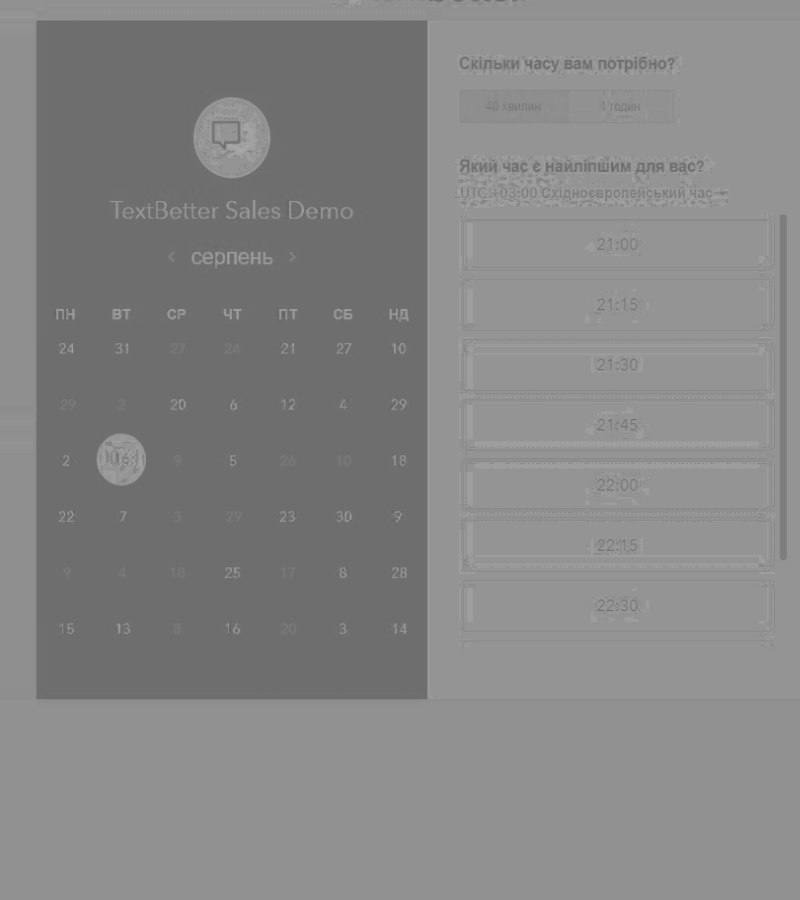 TextBetter Sales Demo
‹ серпень ›
ПН ВТ СР ЧТ ПТ СБ НД
24 31 27 24 21 27 10
29 2 20 6 12 4 29
2 9 5 26 10 18
22 7 3 29 23 30 9
9 4 18 25 17 8 28
15 13 8 16 20 3 14
Скільки часу вам потрібно?
40 хвилин 1 годин
Який час є найліпшим для вас?
UTC +03:00 Східноєвропейський час
21:00
21:15
21:30
21:45
22:00
22:15
22:30